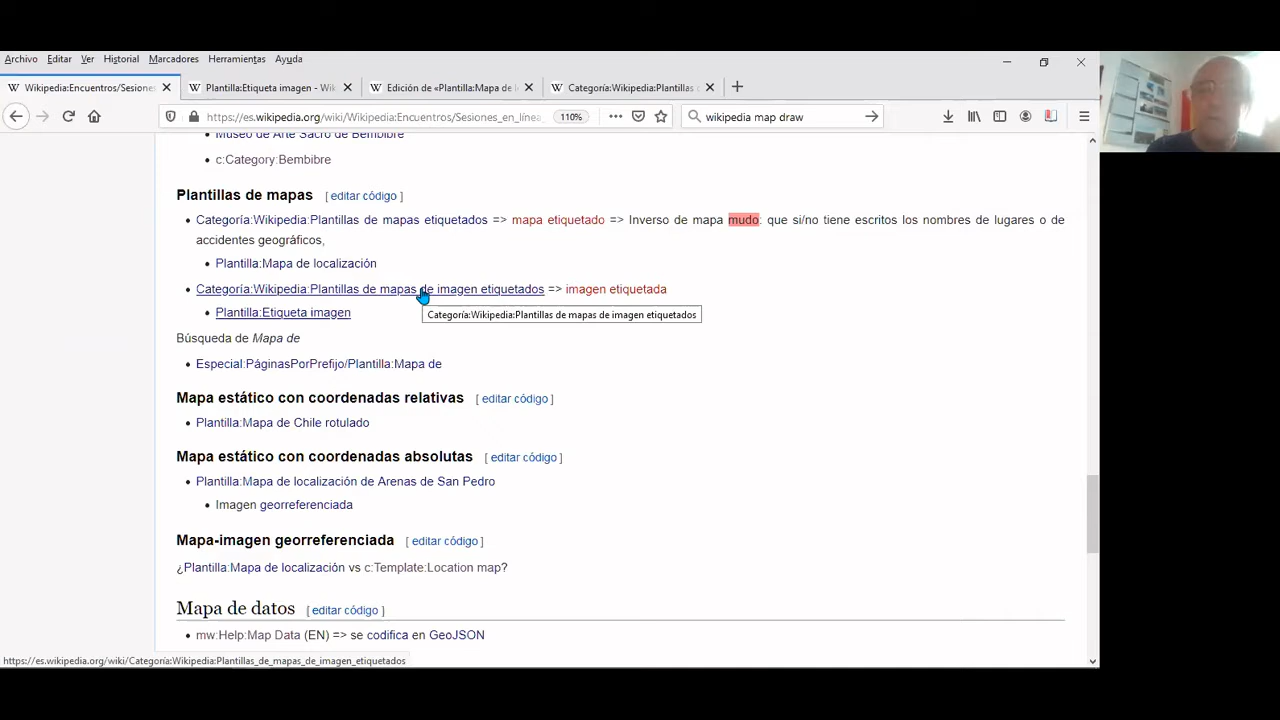 Archivo Editar Ver Historial Marcadores Herramientas Ayuda
Wikipedia:Encuentros/Sesiones Plantilla:Etiqueta imagen - Wik Edición de «Plantilla:Mapa de l Categoría:Wikipedia:Plantillas
https://es.wikipedia.org/wiki/Wikipedia:Encuentros/Sesiones_en_línea_ 110% wikipedia map draw
Museo de Arte Sacro de Bembibre
c:Category:Bembibre
Plantillas de mapas [ editar código ]
Categoría:Wikipedia:Plantillas de mapas etiquetados => mapa etiquetado => Inverso de mapa mudo: que si/no tiene escritos los nombres de lugares o de
accidentes geográficos,
Plantilla:Mapa de localización
Categoría:Wikipedia:Plantillas de mapas de imagen etiquetados => imagen etiquetada
Plantilla:Etiqueta imagen
Categoría:Wikipedia:Plantillas de mapas de imagen etiquetados
Búsqueda de Mapa de
Especial:PáginasPorPrefijo/Plantilla:Mapa de
Mapa estático con coordenadas relativas [ editar código ]
Plantilla:Mapa de Chile rotulado
Mapa estático con coordenadas absolutas [ editar código ]
Plantilla:Mapa de localización de Arenas de San Pedro
Imagen georreferenciada
Mapa-imagen georreferenciada [ editar código ]
¿Plantilla:Mapa de localización vs c:Template:Location map?
Mapa de datos [ editar código ]
mw:Help:Map Data (EN) => se codifica en GeoJSON
https://es.wikipedia.org/wiki/Categoría:Wikipedia:Plantillas_de_mapas_de_imagen_etiquetados